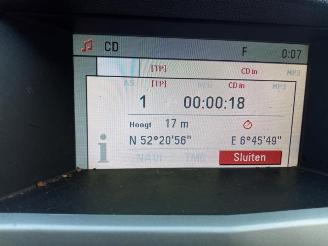 CD F 0:07
[TP] CD in MP3
AS [TP] CD in MP3
1 00:00:18
Hoogt 17 m
N 52°20'56" E 6°45'49"
NAVI TMC Sluiten